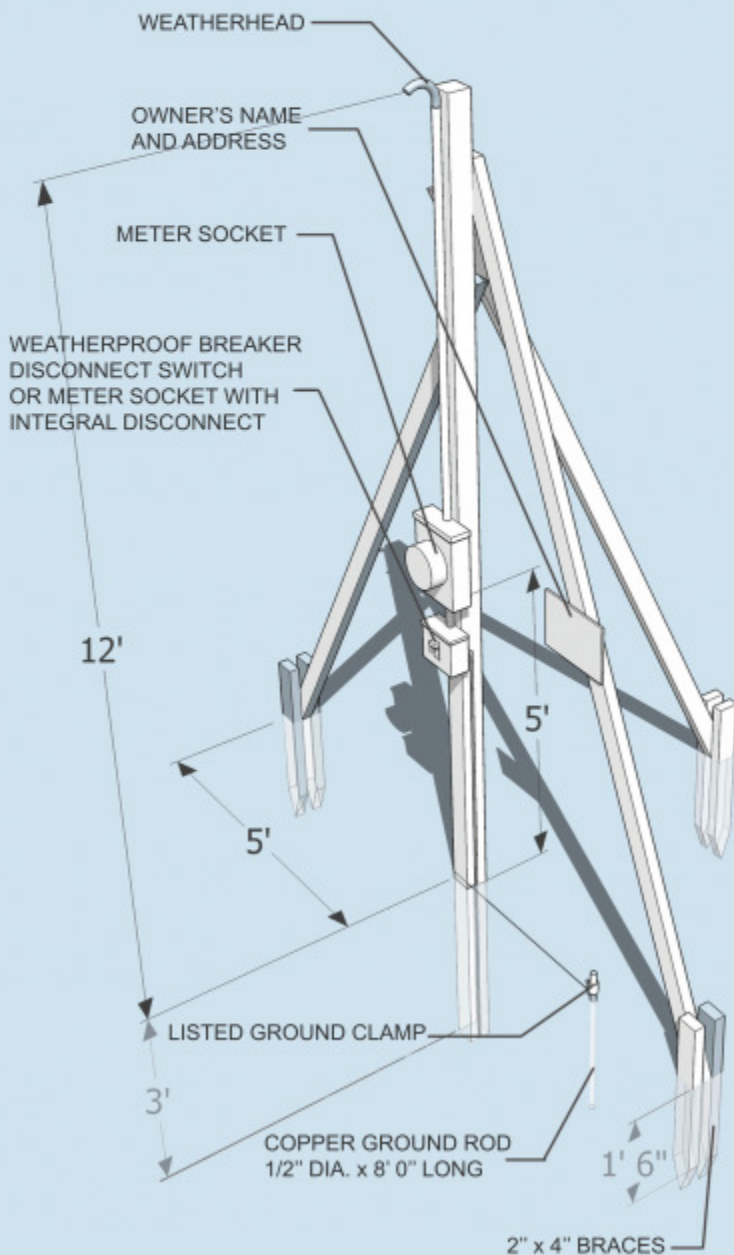 WEATHERHEAD
OWNER'S NAME
AND ADDRESS
METER SOCKET
WEATHERPROOF BREAKER
DISCONNECT SWITCH
OR METER SOCKET WITH
INTEGRAL DISCONNECT
12'
5'
5'
LISTED GROUND CLAMP
3'
COPPER GROUND ROD
1/2" DIA. x 8' 0" LONG
1' 6"
2" x 4" BRACES